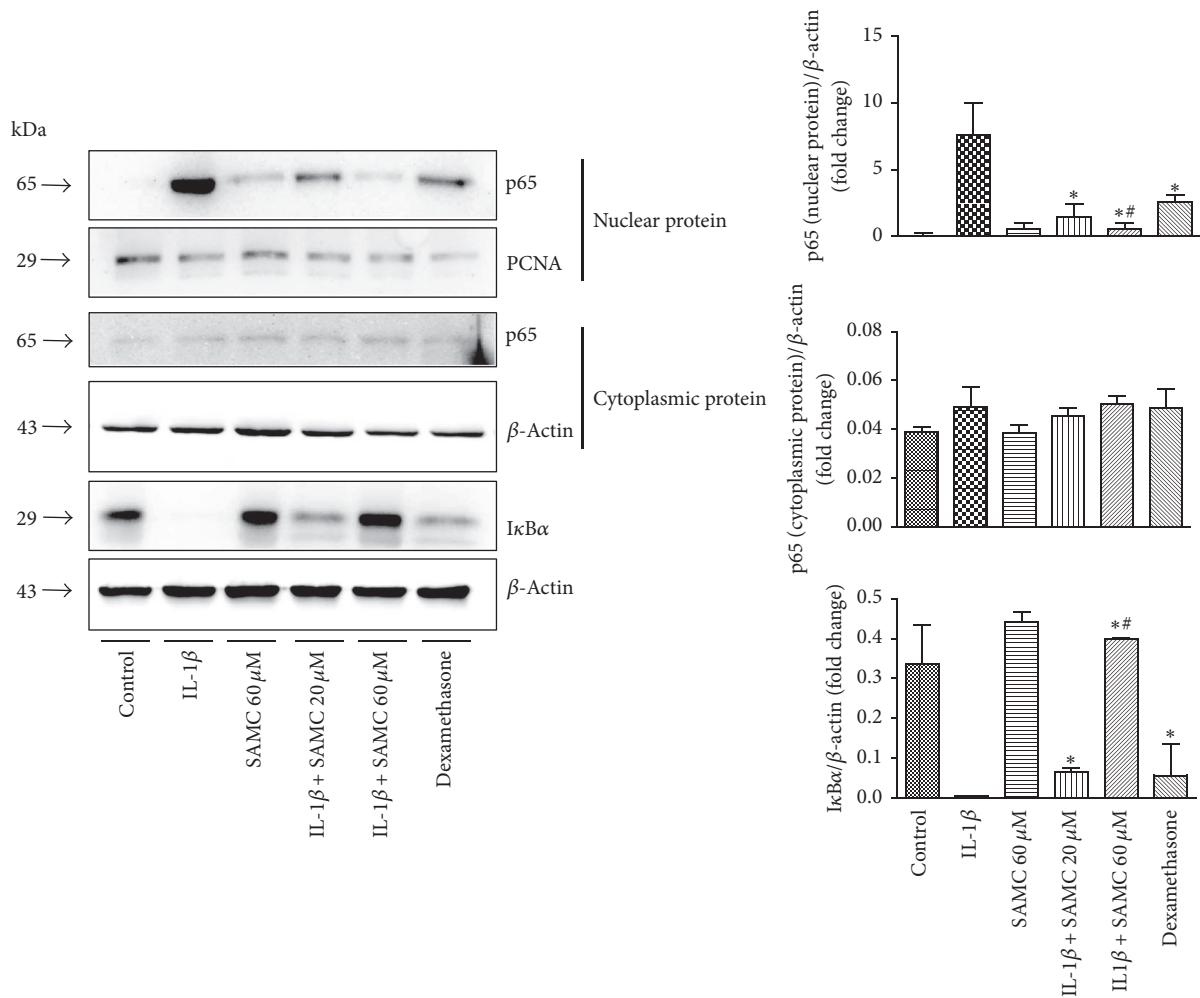 kDa
65 →
p65
29 →
PCNA
Nuclear protein
65 →
p65
43 →
β-Actin
Cytoplasmic protein
29 →
IκBα
43 →
β-Actin
Control
IL-1β
SAMC 60 μM
IL-1β + SAMC 20 μM
IL-1β + SAMC 60 μM
Dexamethasone
p65 (nuclear protein)/β-actin
(fold change)
15
10
5
0
*
*#
*
p65 (cytoplasmic protein)/β-actin
(fold change)
0.08
0.06
0.04
0.02
0.00
IκBα/β-actin (fold change)
0.5
0.4
0.3
0.2
0.1
0.0
*
*#
*
Control
IL-1β
SAMC 60 μM
IL-1β + SAMC 20 μM
IL1β + SAMC 60 μM
Dexamethasone